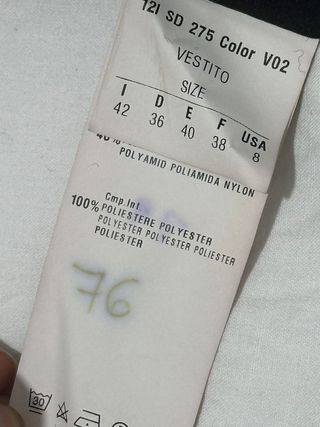 12I SD 275 Color V02
VESTITO
SIZE
I D E F USA
42 36 40 38 8
POLYAMID POLIAMIDA NYLON
Cmp.Int.
100% POLIESTERE POLYESTER
POLYESTER POLYESTER POLIESTER
POLIESTER
76
30